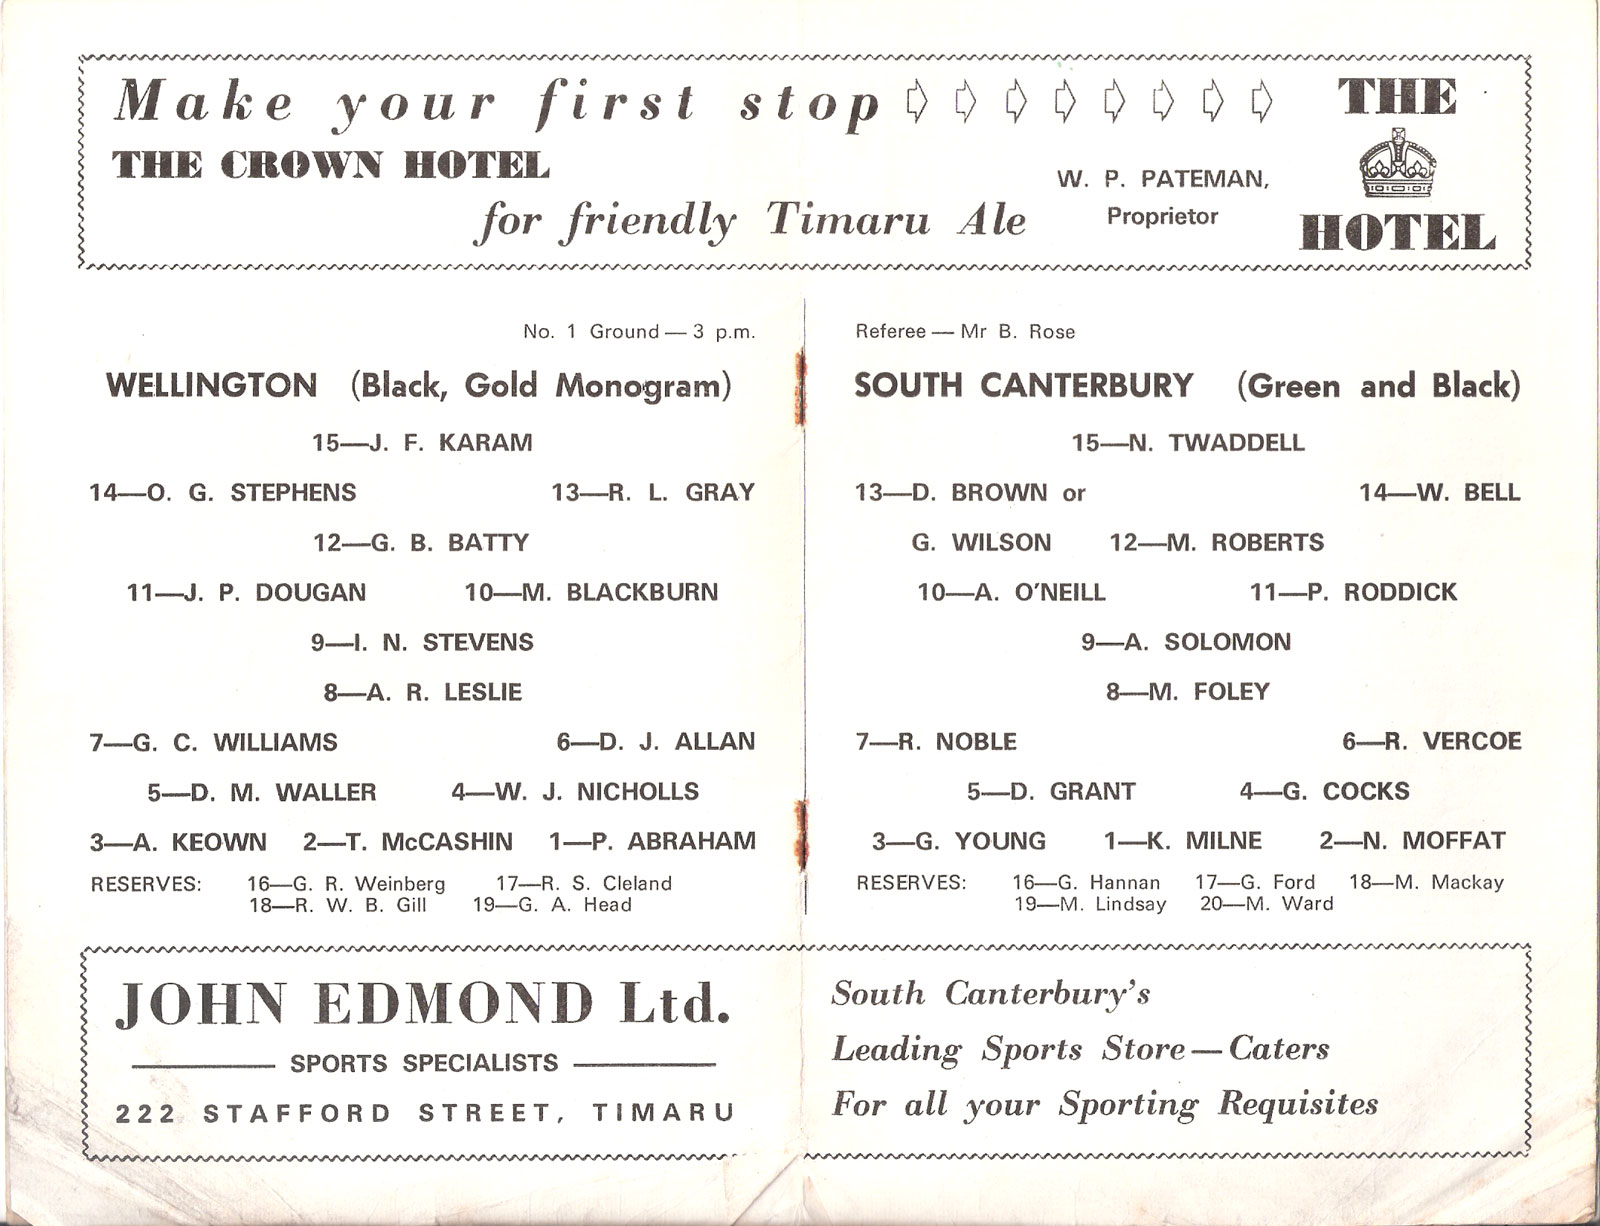 Make your first stop
THE CROWN HOTEL
for friendly Timaru Ale
W. P. PATEMAN,
Proprietor
THE
HOTEL
No. 1 Ground — 3 p.m.
WELLINGTON (Black, Gold Monogram)
15—J. F. KARAM
14—O. G. STEPHENS 13—R. L. GRAY
12—G. B. BATTY
11—J. P. DOUGAN 10—M. BLACKBURN
9—I. N. STEVENS
8—A. R. LESLIE
7—G. C. WILLIAMS 6—D. J. ALLAN
5—D. M. WALLER 4—W. J. NICHOLLS
3—A. KEOWN 2—T. McCASHIN 1—P. ABRAHAM
RESERVES: 16—G. R. Weinberg 17—R. S. Cleland
18—R. W. B. Gill 19—G. A. Head
Referee — Mr B. Rose
SOUTH CANTERBURY (Green and Black)
15—N. TWADDELL
13—D. BROWN or 14—W. BELL
G. WILSON 12—M. ROBERTS
10—A. O'NEILL 11—P. RODDICK
9—A. SOLOMON
8—M. FOLEY
7—R. NOBLE 6—R. VERCOE
5—D. GRANT 4—G. COCKS
3—G. YOUNG 1—K. MILNE 2—N. MOFFAT
RESERVES: 16—G. Hannan 17—G. Ford 18—M. Mackay
19—M. Lindsay 20—M. Ward
JOHN EDMOND Ltd.
SPORTS SPECIALISTS
222 STAFFORD STREET, TIMARU
South Canterbury's
Leading Sports Store — Caters
For all your Sporting Requisites